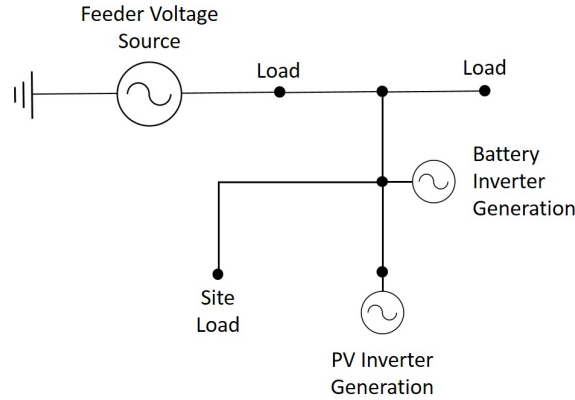 Feeder Voltage
Source
Load
Load
Battery
Inverter
Generation
Site
Load
PV Inverter
Generation